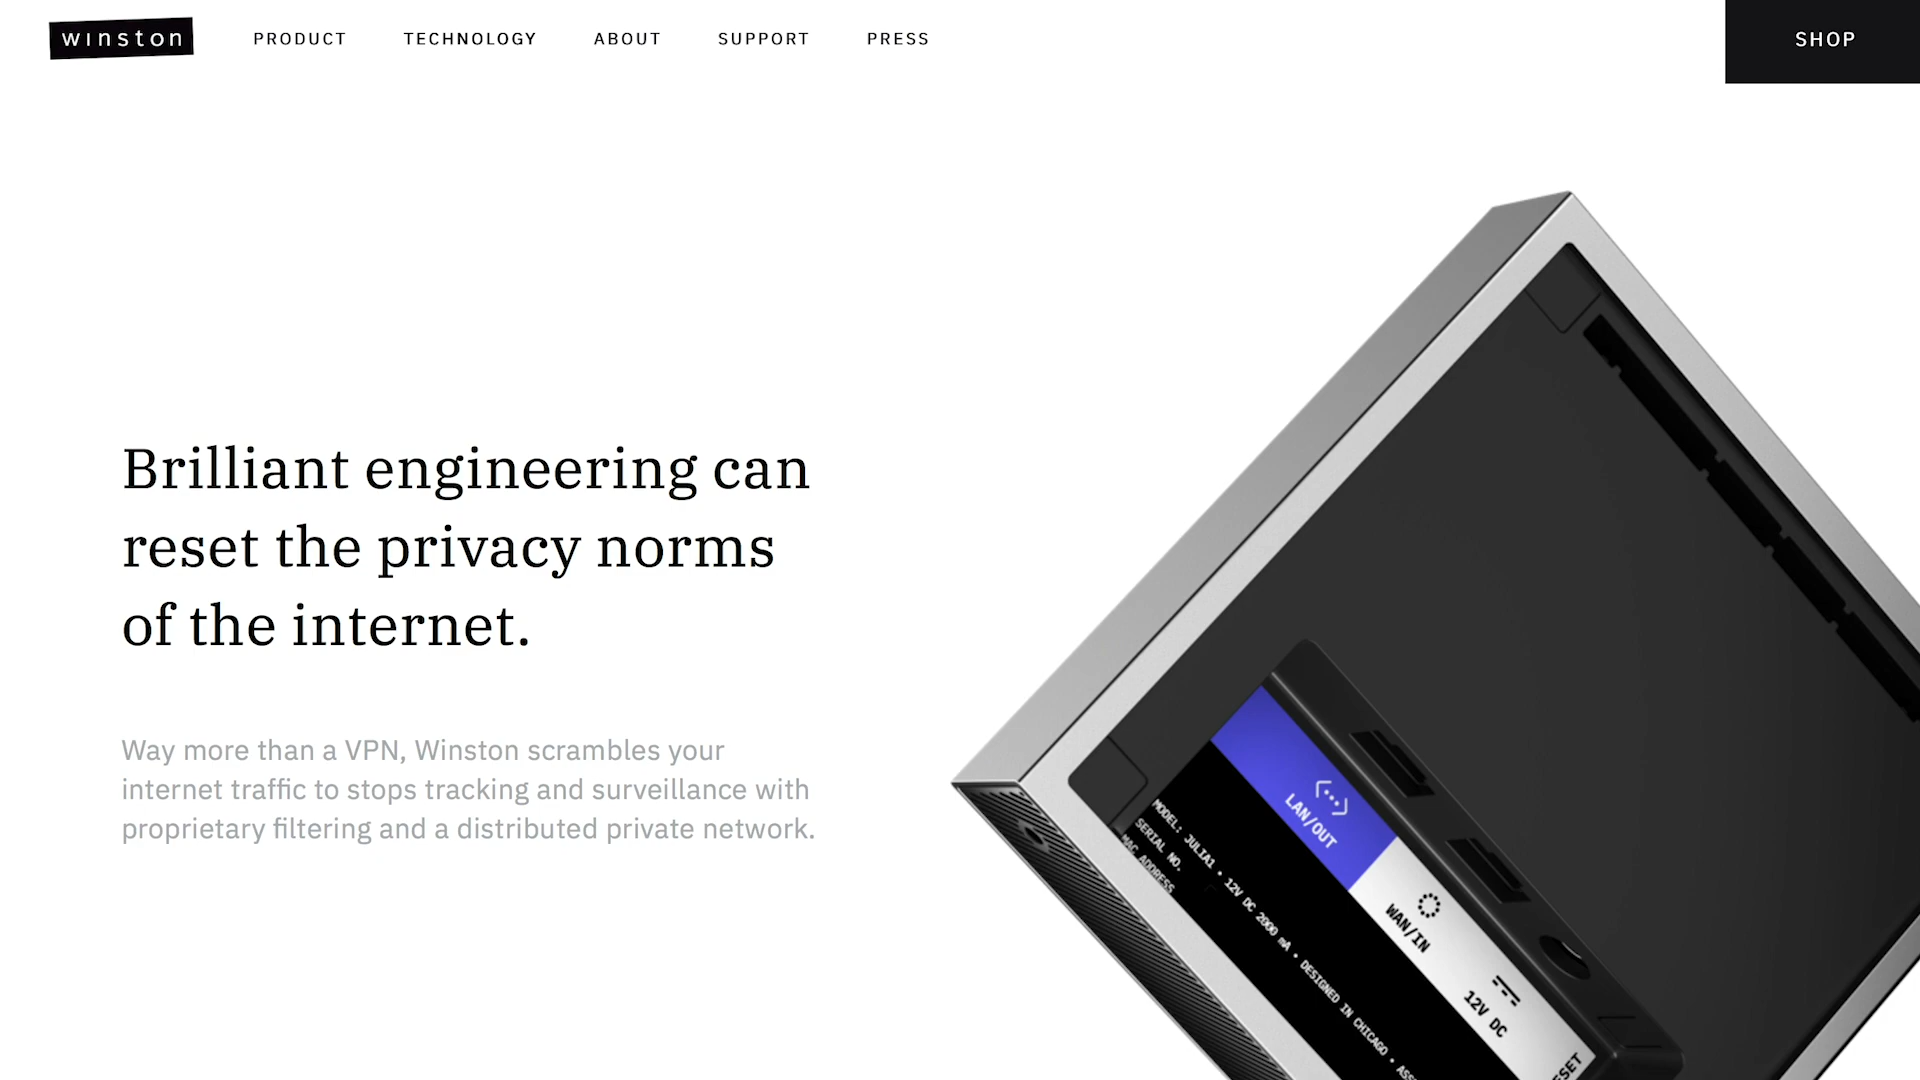 winston
PRODUCT
TECHNOLOGY
ABOUT
SUPPORT
PRESS
SHOP
Brilliant engineering can
reset the privacy norms
of the internet.
Way more than a VPN, Winston scrambles your
internet traffic to stops tracking and surveillance with
proprietary filtering and a distributed private network.
LAN/OUT
WAN/IN
12V DC
ESET
MODEL: JULIA1 • 12V DC 2000 mA • DESIGNED IN CHICAGO • ASS
SERIAL NO.
MAC ADDRESS